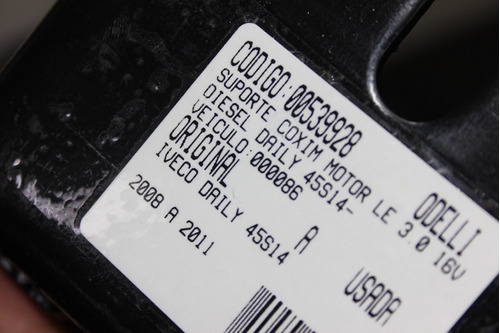 CODIGO:00539928 ODELLI
SUPORTE COXIM MOTOR LE 3.0 16V
DIESEL DAILY 45S14-
VEICULO:000086
ORIGINAL A USADA
IVECO DAILY 45S14
2008 A 2011